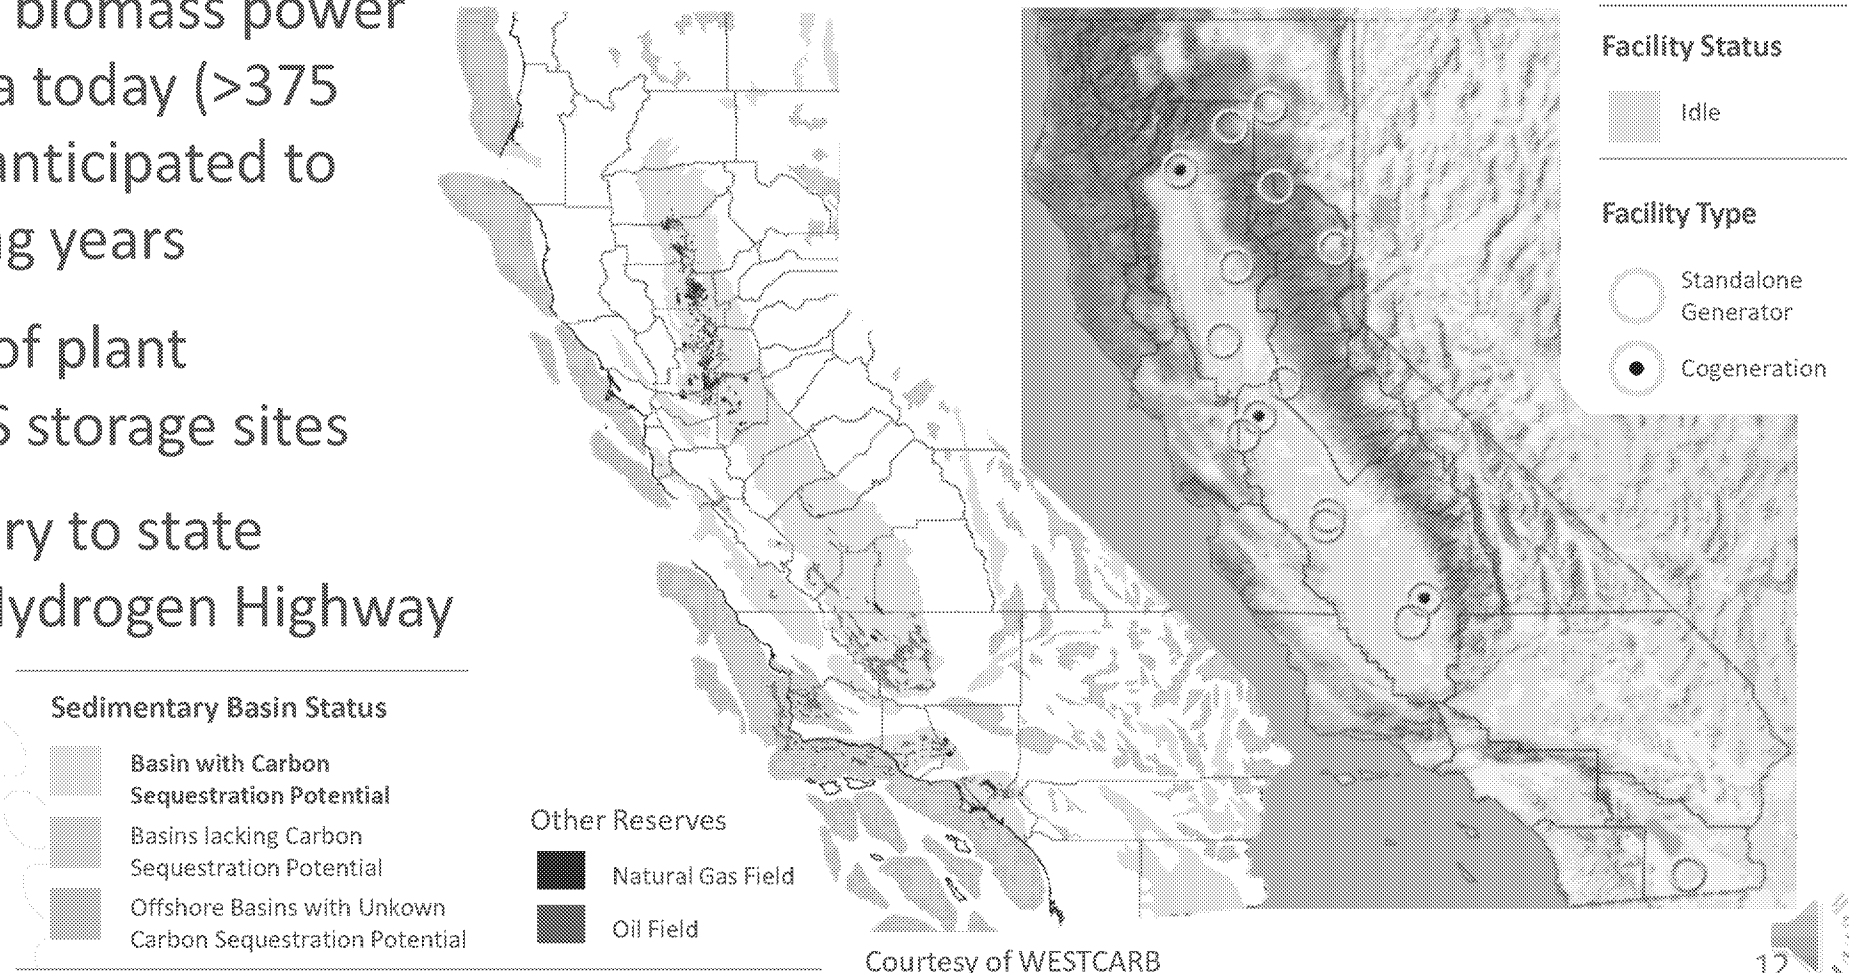 biomass power
a today (>375
anticipated to
g years
of plant
S storage sites
ry to state
Hydrogen Highway
Sedimentary Basin Status
Basin with Carbon
Sequestration Potential
Basins lacking Carbon
Sequestration Potential
Offshore Basins with Unkown
Carbon Sequestration Potential
Other Reserves
Natural Gas Field
Oil Field
Courtesy of WESTCARB
Facility Status
Idle
Facility Type
Standalone
Generator
Cogeneration
12